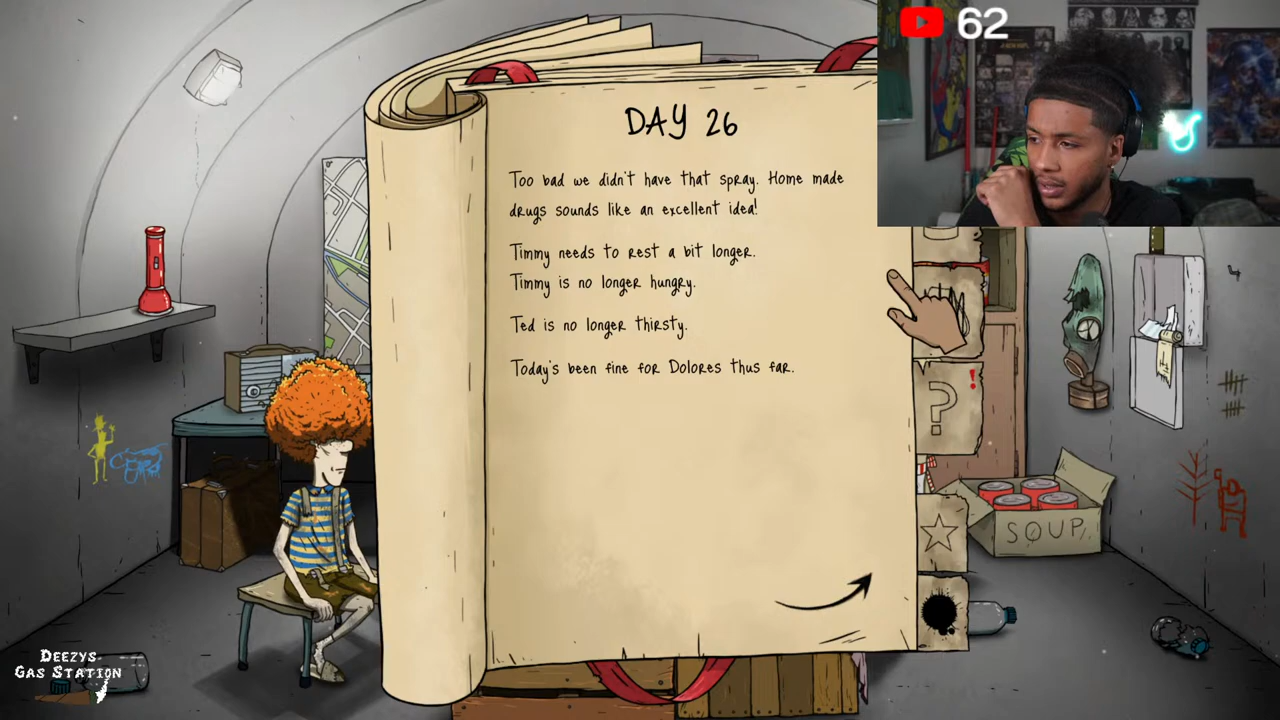 62
DAY 26
Too bad we didn't have that spray. Home made
drugs sounds like an excellent idea!
Timmy needs to rest a bit longer.
Timmy is no longer hungry.
Ted is no longer thirsty.
Today's been fine for Dolores thus far.
?
!
SOUP
DEEZYS
GAS STATION